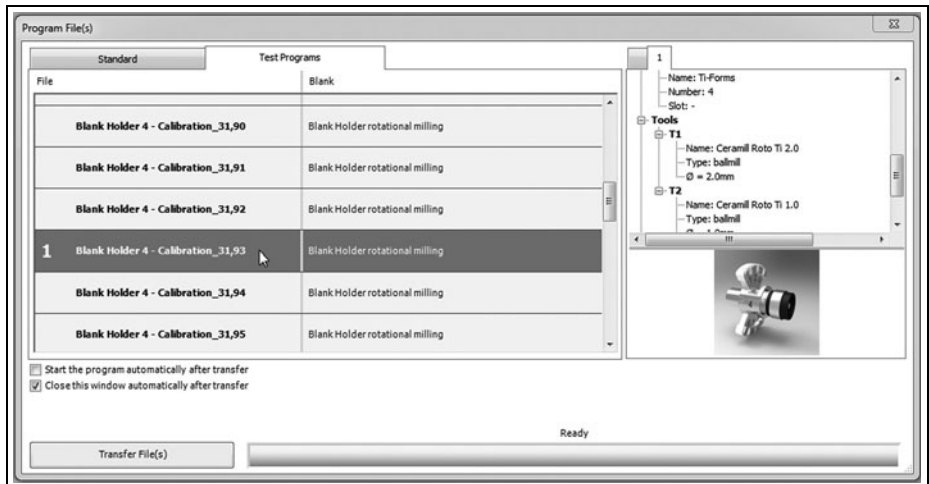 Program File(s)
Standard
Test Programs
File
Blank
Blank Holder 4 - Calibration_31,90
Blank Holder rotational milling
Blank Holder 4 - Calibration_31,91
Blank Holder rotational milling
Blank Holder 4 - Calibration_31,92
Blank Holder rotational milling
1 Blank Holder 4 - Calibration_31,93
Blank Holder rotational milling
Blank Holder 4 - Calibration_31,94
Blank Holder rotational milling
Blank Holder 4 - Calibration_31,95
Blank Holder rotational milling
1
Name: Ti-Forms
Number: 4
Slot: -
Tools
T1
Name: Ceramill Roto Ti 2.0
Type: ballmill
Ø = 2.0mm
T2
Name: Ceramill Roto Ti 1.0
Type: ballmill
Start the program automatically after transfer
Close this window automatically after transfer
Ready
Transfer File(s)